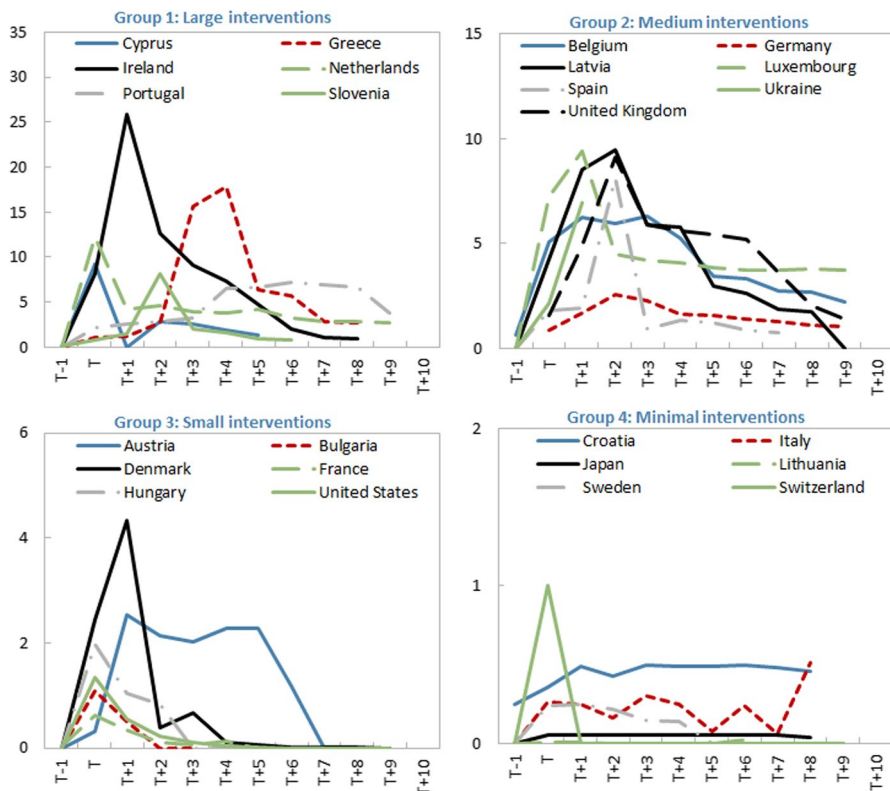 Group 1: Large interventions
35
30
25
20
15
10
5
0
Cyprus Greece
Ireland Netherlands
Portugal Slovenia
T-1 T T+1 T+2 T+3 T+4 T+5 T+6 T+7 T+8 T+9 T+10
Group 2: Medium interventions
15
10
5
0
Belgium Germany
Latvia Luxembourg
Spain Ukraine
United Kingdom
T-1 T T+1 T+2 T+3 T+4 T+5 T+6 T+7 T+8 T+9 T+10
Group 3: Small interventions
6
4
2
0
Austria Bulgaria
Denmark France
Hungary United States
T-1 T T+1 T+2 T+3 T+4 T+5 T+6 T+7 T+8 T+9 T+10
Group 4: Minimal interventions
2
1
0
Croatia Italy
Japan Lithuania
Sweden Switzerland
T-1 T T+1 T+2 T+3 T+4 T+5 T+6 T+7 T+8 T+9 T+10